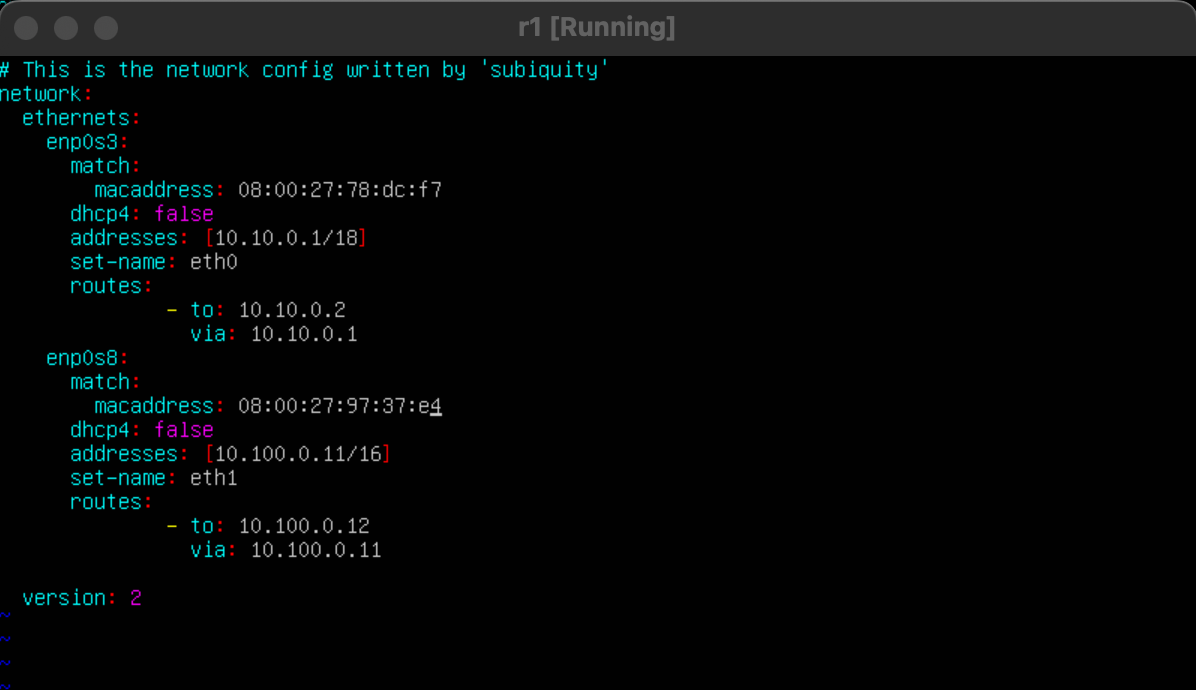 r1 [Running]
# This is the network config written by 'subiquity'
network:
  ethernets:
    enp0s3:
      match:
        macaddress: 08:00:27:78:dc:f7
      dhcp4: false
      addresses: [10.10.0.1/18]
      set-name: eth0
      routes:
              - to: 10.10.0.2
                via: 10.10.0.1
    enp0s8:
      match:
        macaddress: 08:00:27:97:37:e4
      dhcp4: false
      addresses: [10.100.0.11/16]
      set-name: eth1
      routes:
              - to: 10.100.0.12
                via: 10.100.0.11

  version: 2
~
~
~
~